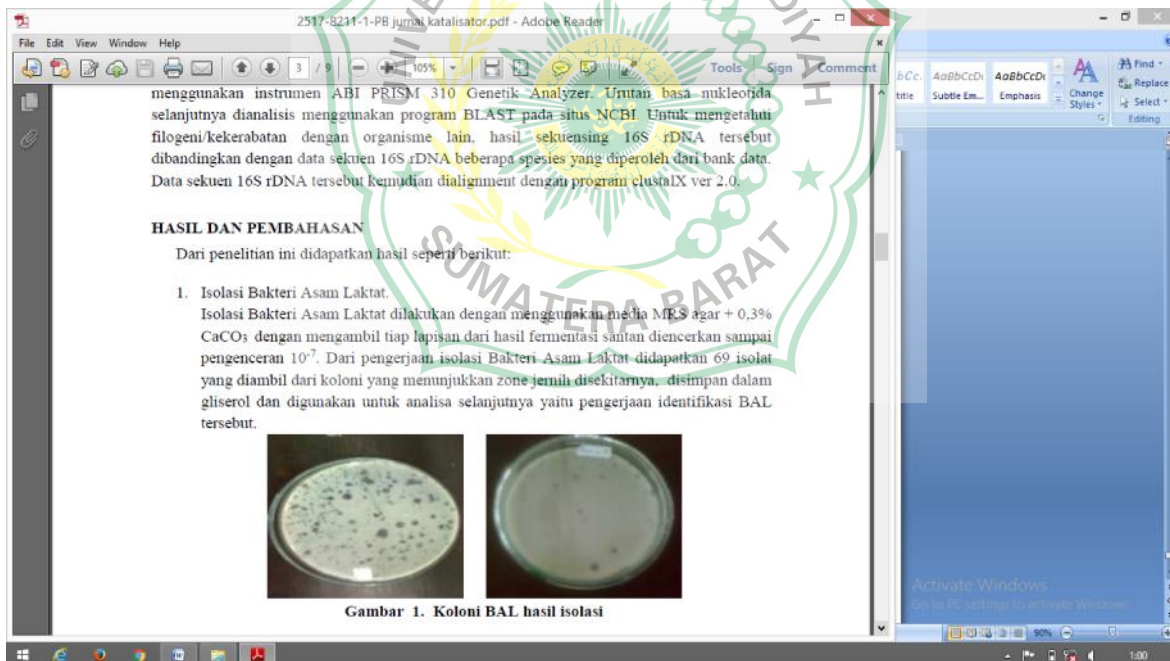 2517-8211-1-PB jurnal katalisator.pdf - Adobe Reader
File Edit View Window Help
3 / 9 105% Tools Sign Comment
menggunakan instrumen ABI PRISM 310 Genetik Analyzer. Urutan basa nukleotida
selanjutnya dianalisis menggunakan program BLAST pada situs NCBI. Untuk mengetahui
filogeni/kekerabatan dengan organisme lain, hasil sekuensing 16S rDNA tersebut
dibandingkan dengan data sekuen 16S rDNA beberapa spesies yang diperoleh dari bank data.
Data sekuen 16S rDNA tersebut kemudian dialignment dengan program clustalX ver 2.0.
HASIL DAN PEMBAHASAN
Dari penelitian ini didapatkan hasil seperti berikut:
1. Isolasi Bakteri Asam Laktat.
Isolasi Bakteri Asam Laktat dilakukan dengan menggunakan media MRS agar + 0,3%
CaCO₃ dengan mengambil tiap lapisan dari hasil fermentasi santan diencerkan sampai
pengenceran 10⁻⁷. Dari pengerjaan isolasi Bakteri Asam Laktat didapatkan 69 isolat
yang diambil dari koloni yang menunjukkan zone jernih disekitarnya, disimpan dalam
gliserol dan digunakan untuk analisa selanjutnya yaitu pengerjaan identifikasi BAL
tersebut.
Gambar 1. Koloni BAL hasil isolasi
SUMATERA BARAT
AaBbCcDc AaBbCcDc
Subtle Em... Emphasis
Change
Styles
Find
Replace
Select
Editing
Activate Windows
Go to PC settings to activate Windows.
90%
1:00